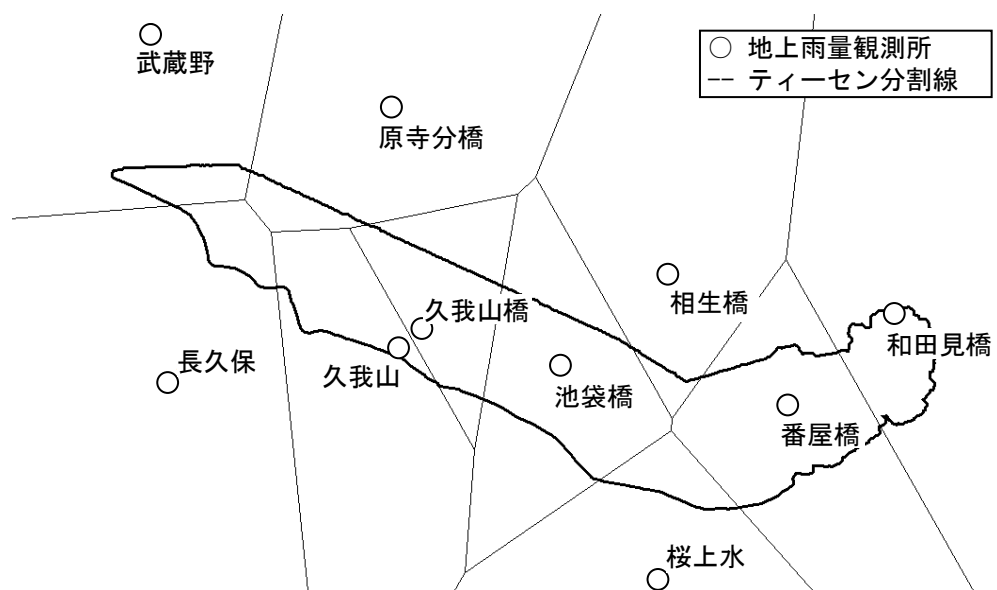 武蔵野
原寺分橋
○ 地上雨量観測所
-- ティーセン分割線
相生橋
久我山橋
和田見橋
長久保
久我山
池袋橋
番屋橋
桜上水